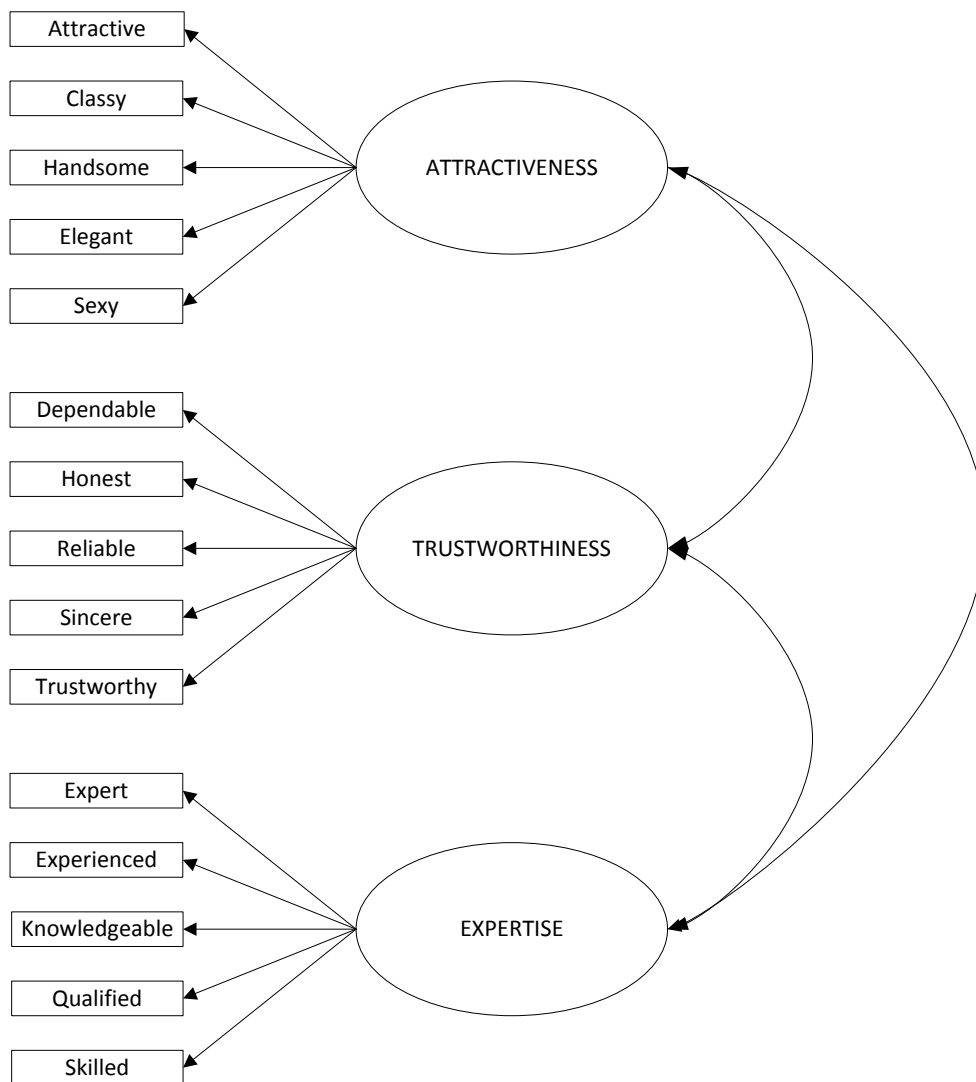 Attractive
Classy
Handsome
Elegant
Sexy
ATTRACTIVENESS
Dependable
Honest
Reliable
Sincere
Trustworthy
TRUSTWORTHINESS
Expert
Experienced
Knowledgeable
Qualified
Skilled
EXPERTISE